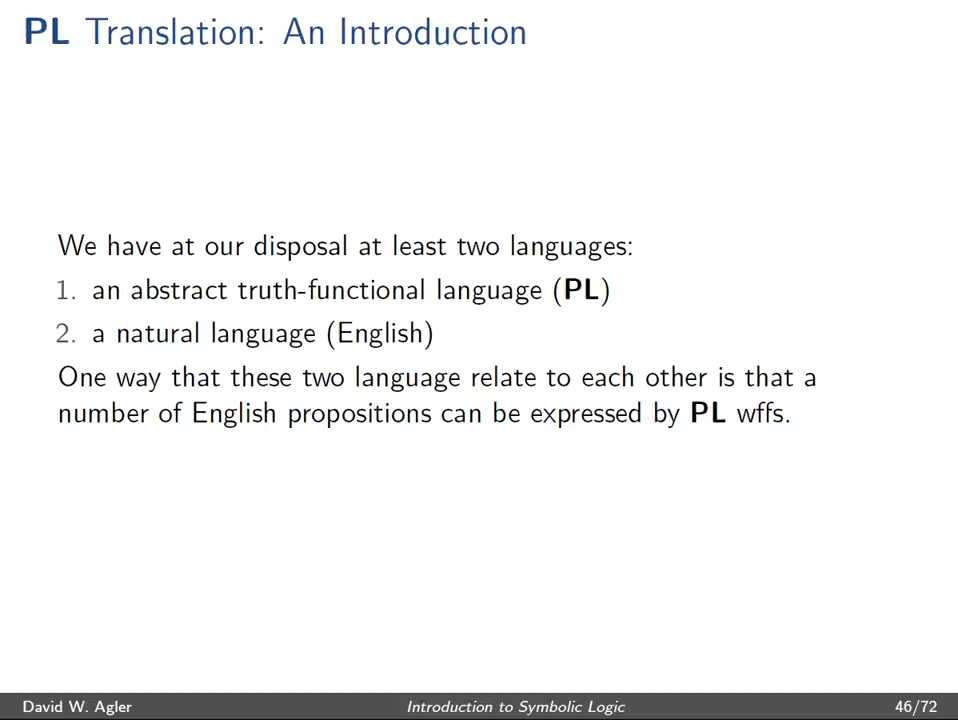 PL Translation: An Introduction
We have at our disposal at least two languages:
1. an abstract truth-functional language (PL)
2. a natural language (English)
One way that these two language relate to each other is that a
number of English propositions can be expressed by PL wffs.
David W. Agler Introduction to Symbolic Logic 46/72